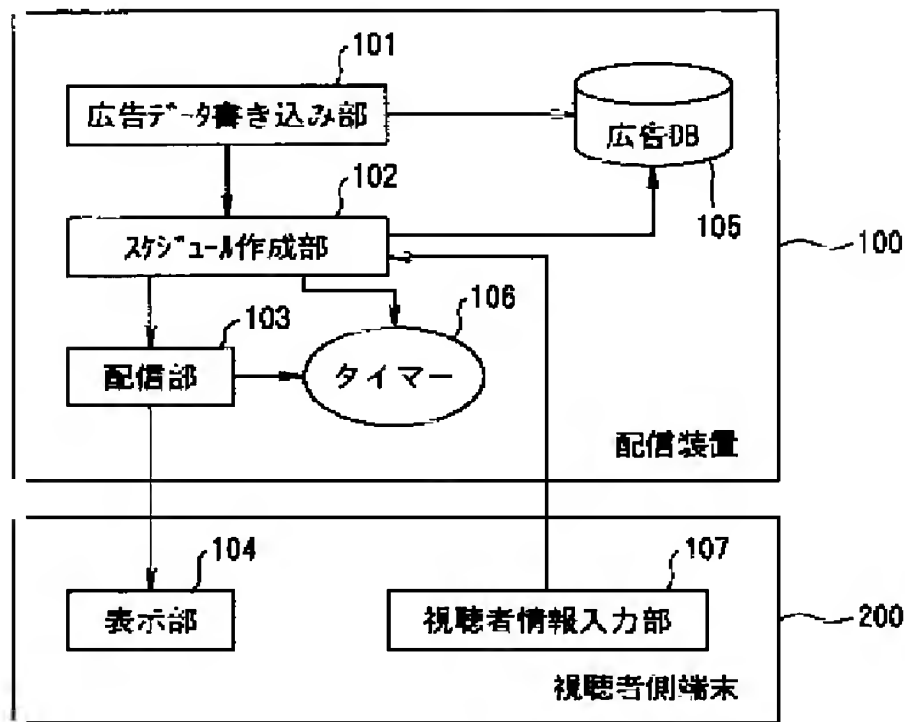 101
広告データ書き込み部
広告DB
105
102
スケジュール作成部
100
103
106
配信部
タイマー
配信装置
104
107
表示部
視聴者情報入力部
200
視聴者側端末